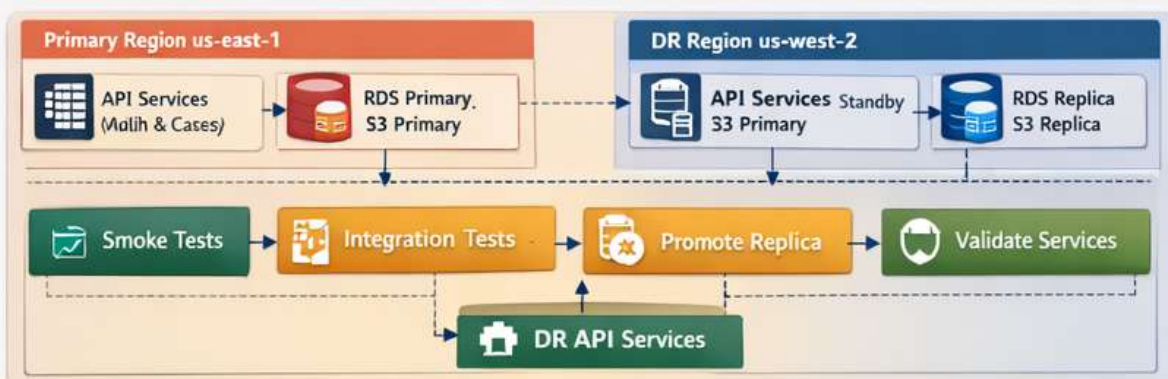 Primary Region us-east-1
DR Region us-west-2
API Services
(Malih & Cases)
RDS Primary.
S3 Primary
API Services Standby
S3 Primary
RDS Replica
S3 Replica
Smoke Tests
Integration Tests
Promote Replica
Validate Services
DR API Services